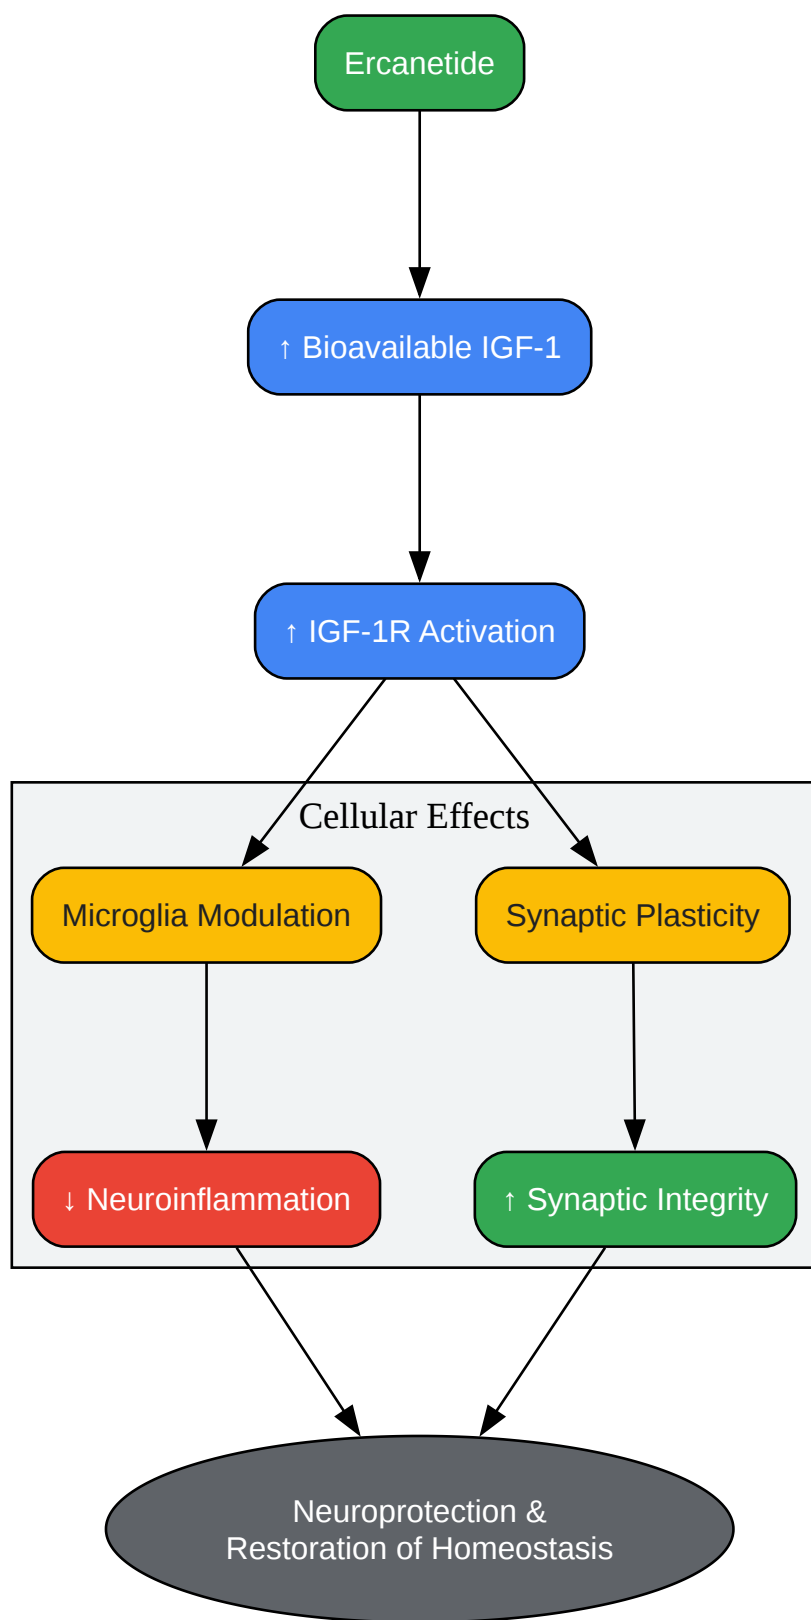 Ercanetide
↑ Bioavailable IGF-1
↑ IGF-1R Activation
Cellular Effects
Microglia Modulation
Synaptic Plasticity
↓ Neuroinflammation
↑ Synaptic Integrity
Neuroprotection &
Restoration of Homeostasis